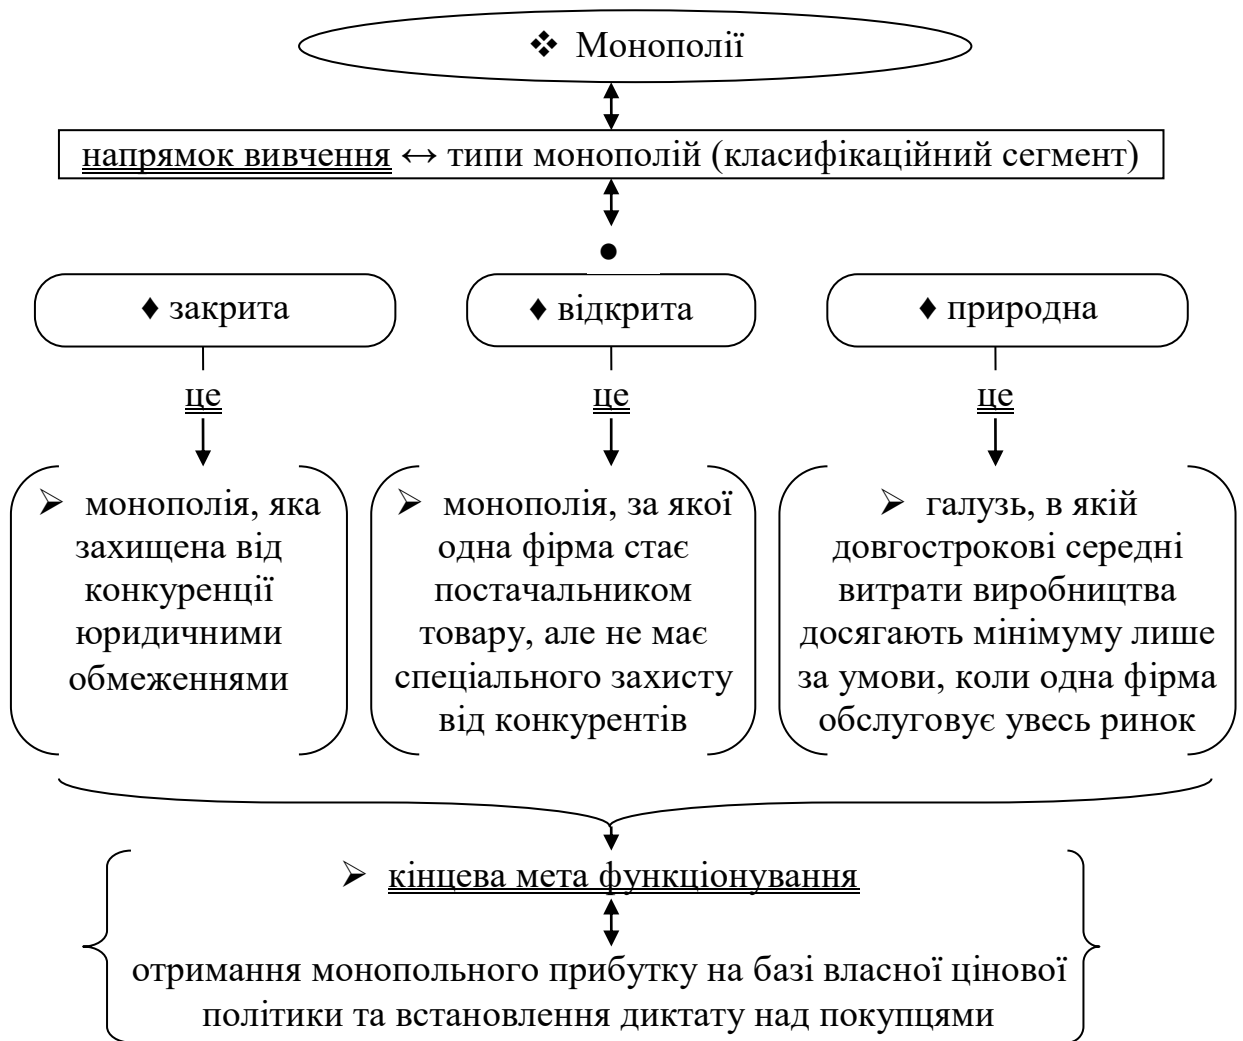 ❖ Монополії
напрямок вивчення ↔ типи монополій (класифікаційний сегмент)
♦ закрита
♦ відкрита
♦ природна
це
це
це
➢ монополія, яка
захищена від
конкуренції
юридичними
обмеженнями
➢ монополія, за якої
одна фірма стає
постачальником
товару, але не має
спеціального захисту
від конкурентів
➢ галузь, в якій
довгострокові середні
витрати виробництва
досягають мінімуму лише
за умови, коли одна фірма
обслуговує увесь ринок
➢ кінцева мета функціонування
отримання монопольного прибутку на базі власної цінової
політики та встановлення диктату над покупцями